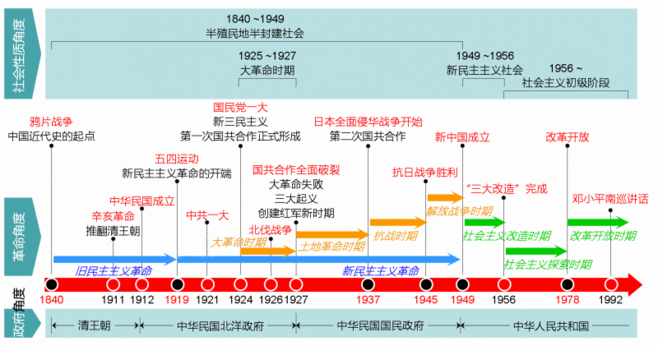 社会性质角度
1840 ~1949
半殖民地半封建社会
1925 ~1927
大革命时期
1949 ~1956
新民主主义社会
1956 ~
社会主义初级阶段
革命角度
鸦片战争
中国近代史的起点
辛亥革命
推翻清王朝
中华民国成立
五四运动
新民主主义革命的开端
中共一大
国民党一大
新三民主义
第一次国共合作正式形成
北伐战争
国共合作全面破裂
大革命失败
三大起义
创建红军新时期
日本全面侵华战争开始
第二次国共合作
抗日战争胜利
新中国成立
“三大改造”完成
改革开放
邓小平南巡讲话
旧民主主义革命
新民主主义革命
大革命时期
土地革命时期
抗战时期
解放战争时期
社会主义改造时期
社会主义探索时期
改革开放时期
1840
1911
1912
1919
1921
1924
1926
1927
1937
1945
1949
1956
1978
1992
政府角度
清王朝
中华民国北洋政府
中华民国国民政府
中华人民共和国